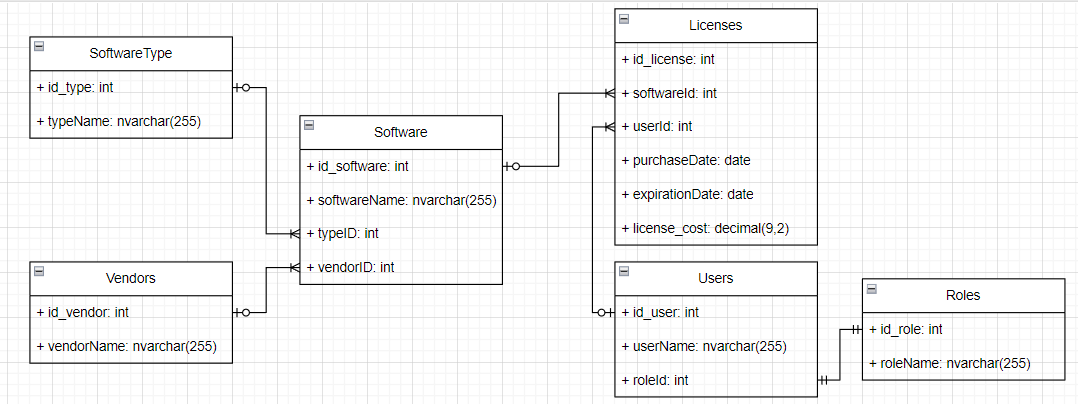 SoftwareType
+ id_type: int
+ typeName: nvarchar(255)
Vendors
+ id_vendor: int
+ vendorName: nvarchar(255)
Software
+ id_software: int
+ softwareName: nvarchar(255)
+ typeID: int
+ vendorID: int
Licenses
+ id_license: int
+ softwareId: int
+ userId: int
+ purchaseDate: date
+ expirationDate: date
+ license_cost: decimal(9,2)
Users
+ id_user: int
+ userName: nvarchar(255)
+ roleId: int
Roles
+ id_role: int
+ roleName: nvarchar(255)